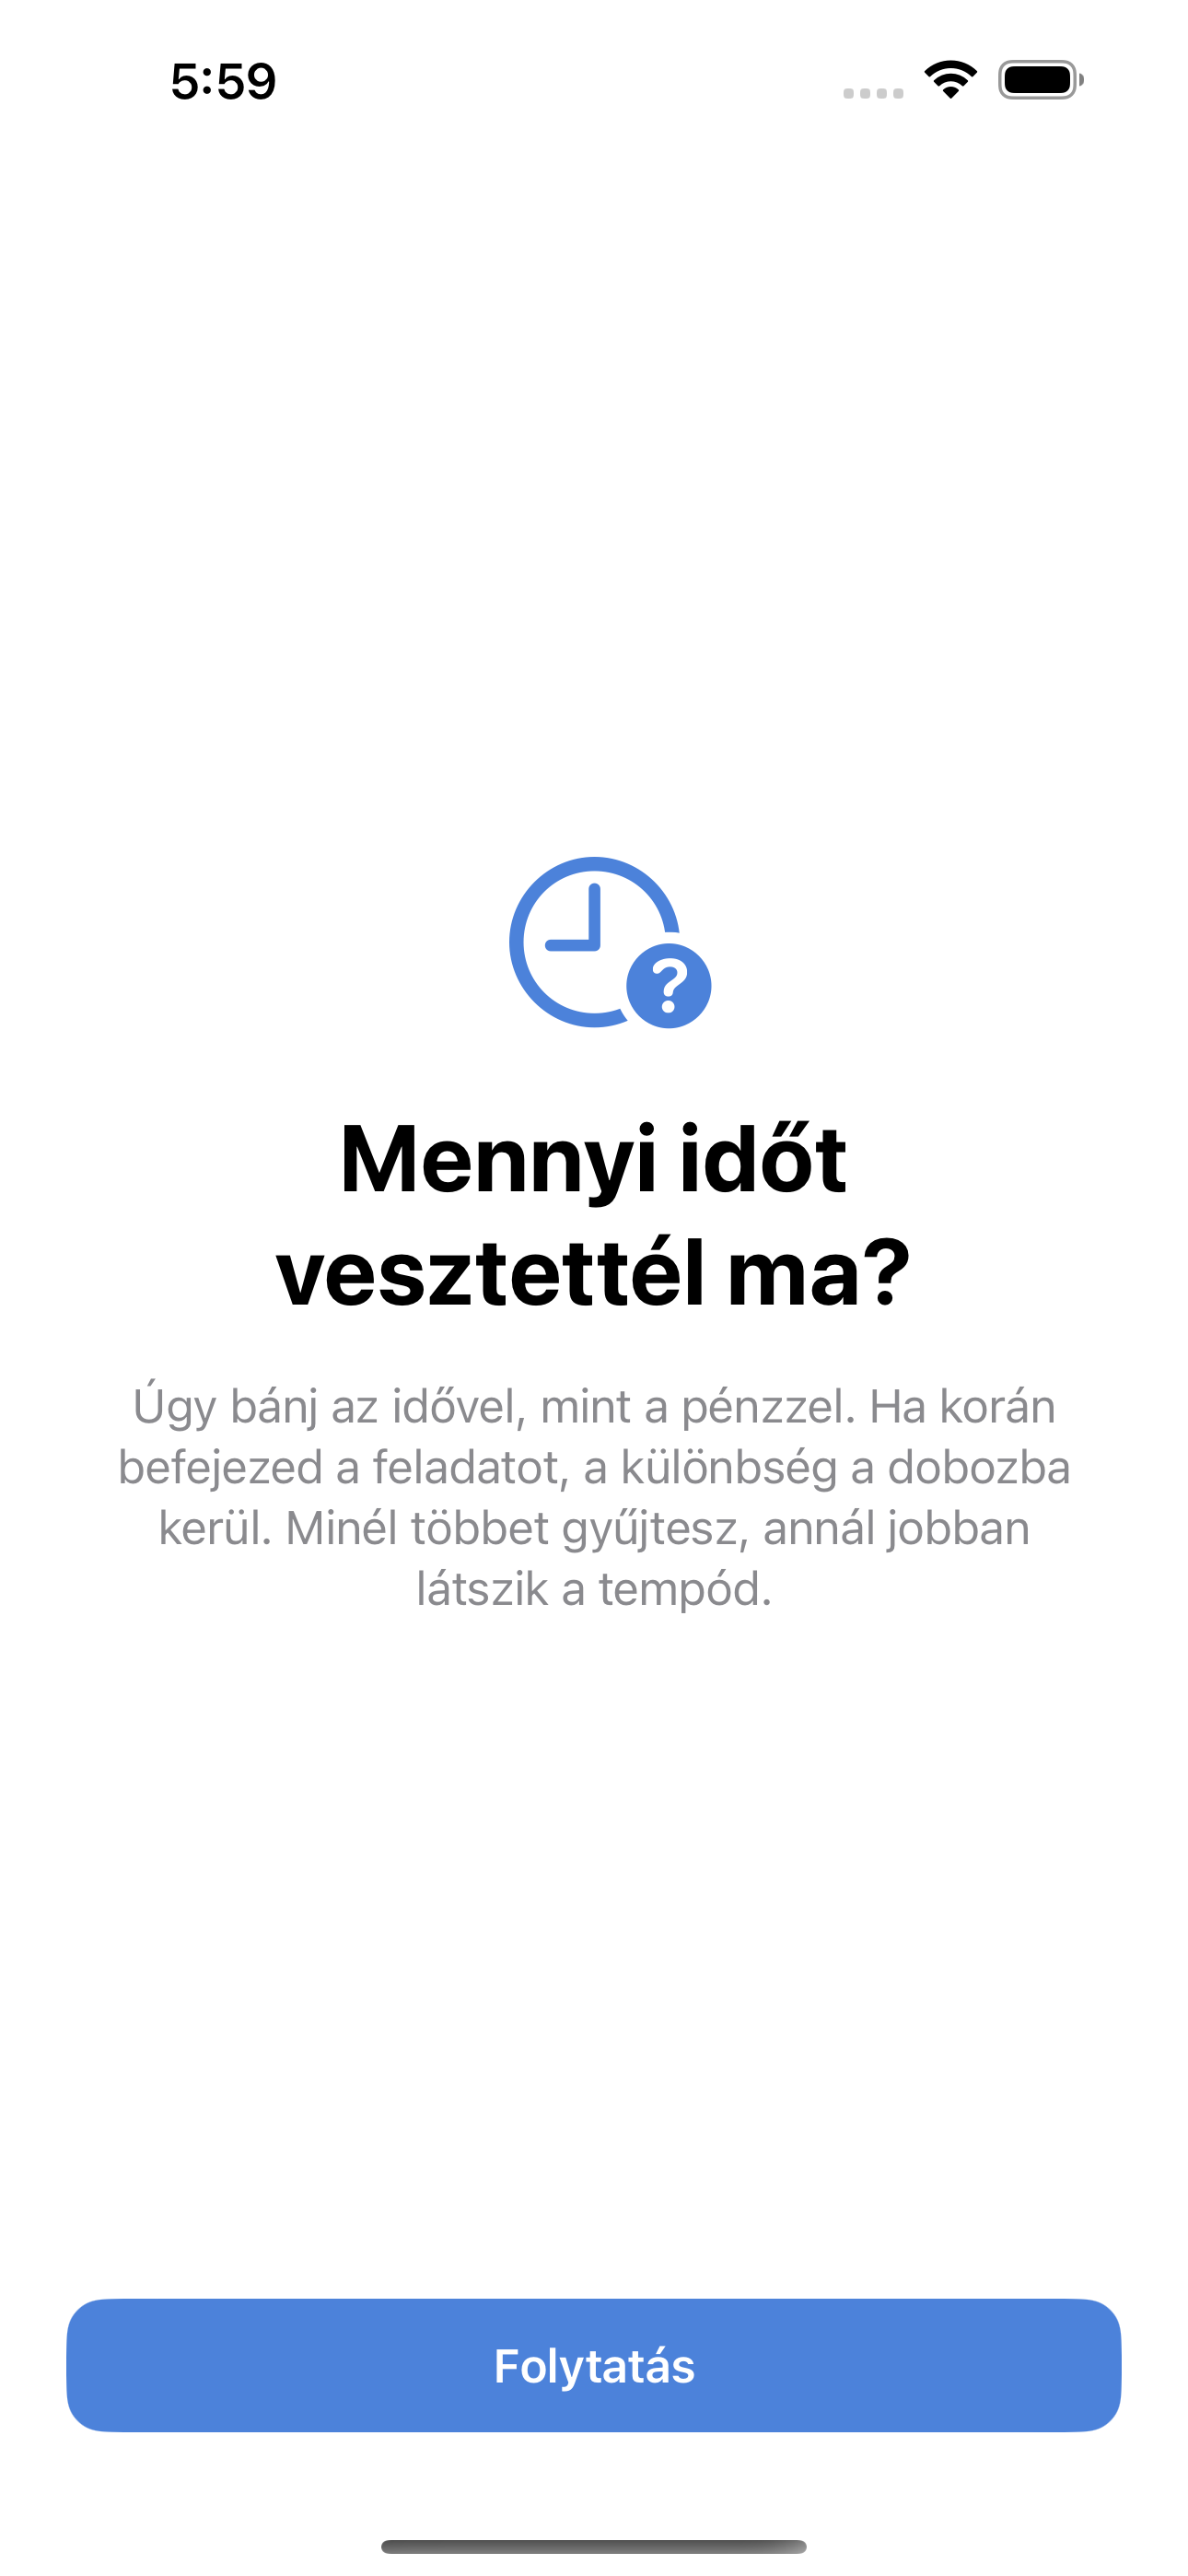 5:59
?
Mennyi időt
vesztettél ma?
Úgy bánj az idővel, mint a pénzzel. Ha korán
befejezed a feladatot, a különbség a dobozba
kerül. Minél többet gyűjtesz, annál jobban
látszik a tempód.
Folytatás